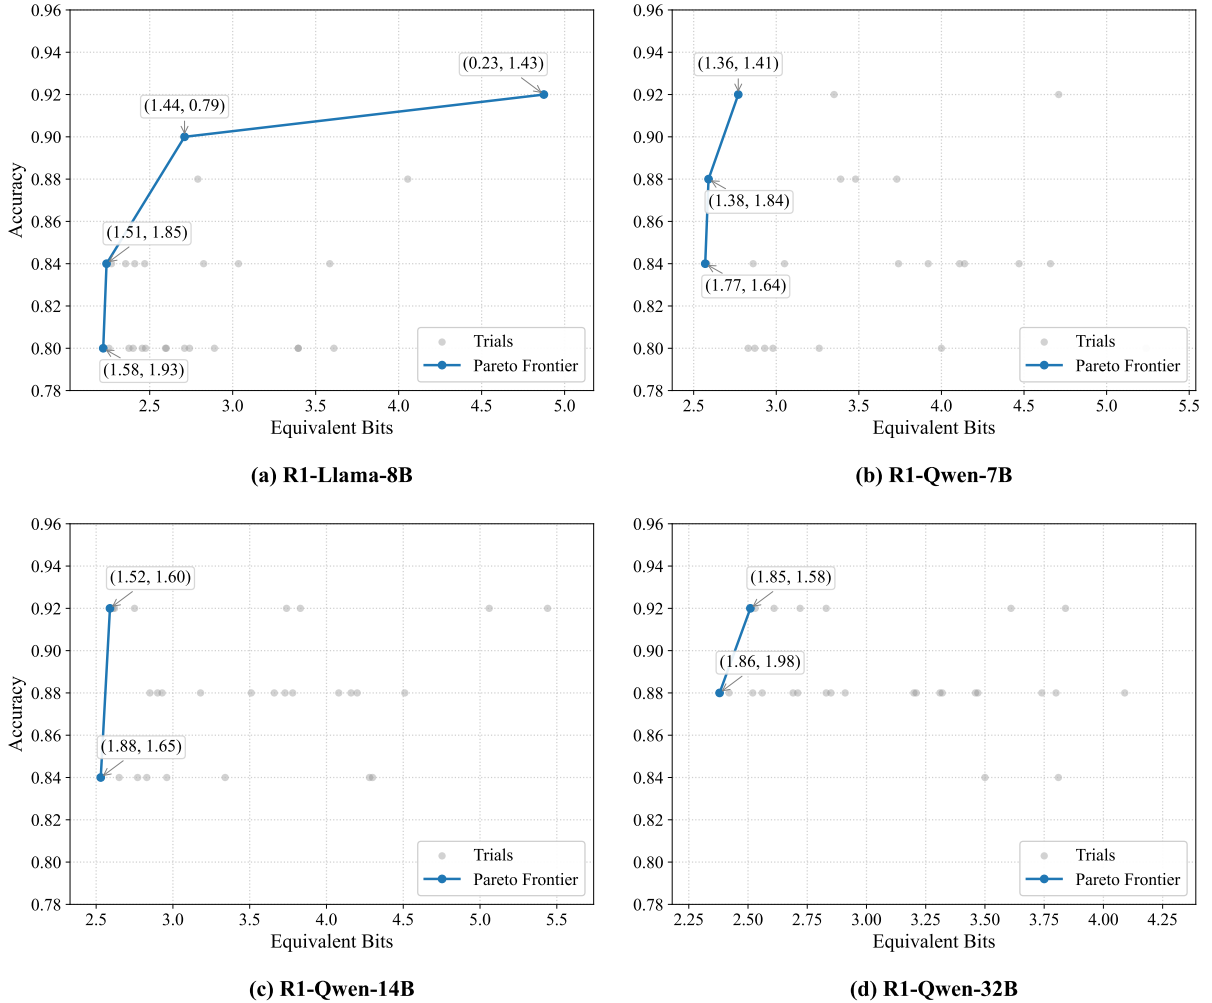 0.96
0.94
0.92
0.90
0.88
0.86
0.84
0.82
0.80
0.78
Accuracy
(0.23, 1.43)
(1.44, 0.79)
(1.51, 1.85)
(1.58, 1.93)
Trials
Pareto Frontier
2.5 3.0 3.5 4.0 4.5 5.0
Equivalent Bits
(a) R1-Llama-8B
0.96
0.94
0.92
0.90
0.88
0.86
0.84
0.82
0.80
0.78
(1.36, 1.41)
(1.38, 1.84)
(1.77, 1.64)
Trials
Pareto Frontier
2.5 3.0 3.5 4.0 4.5 5.0 5.5
Equivalent Bits
(b) R1-Qwen-7B
0.96
0.94
0.92
0.90
0.88
0.86
0.84
0.82
0.80
0.78
Accuracy
(1.52, 1.60)
(1.88, 1.65)
Trials
Pareto Frontier
2.5 3.0 3.5 4.0 4.5 5.0 5.5
Equivalent Bits
(c) R1-Qwen-14B
0.96
0.94
0.92
0.90
0.88
0.86
0.84
0.82
0.80
0.78
(1.85, 1.58)
(1.86, 1.98)
Trials
Pareto Frontier
2.25 2.50 2.75 3.00 3.25 3.50 3.75 4.00 4.25
Equivalent Bits
(d) R1-Qwen-32B